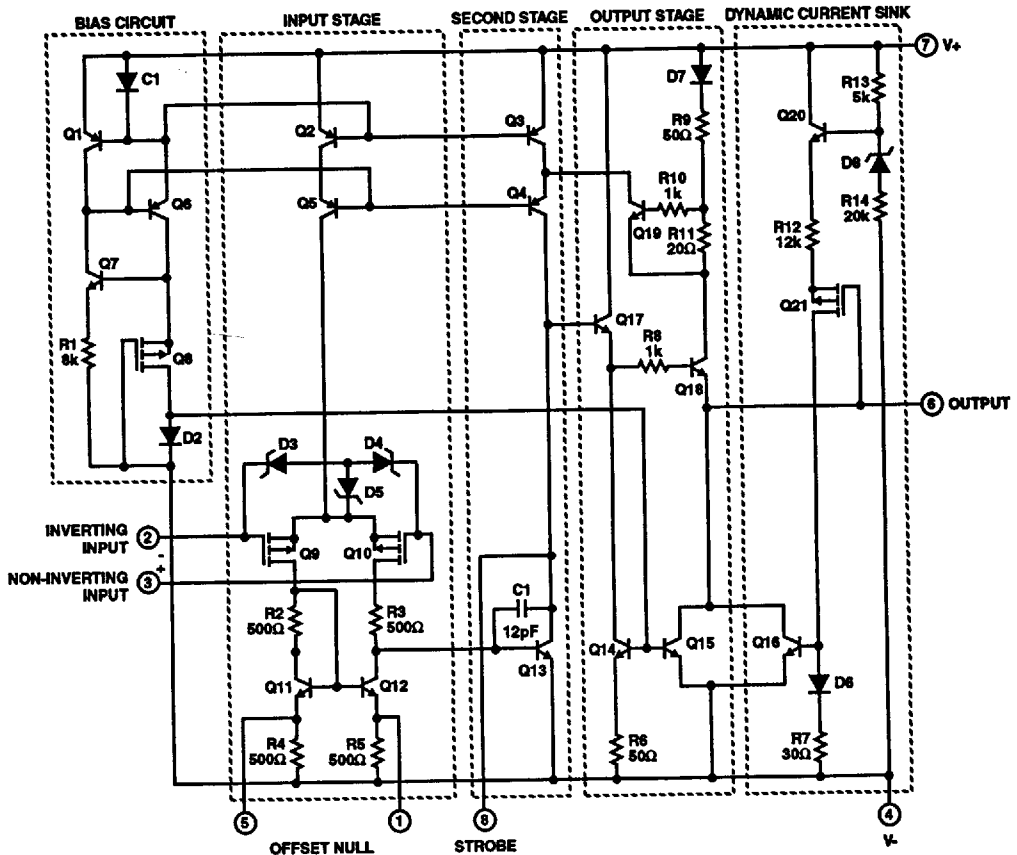 BIAS CIRCUIT
INPUT STAGE
SECOND STAGE
OUTPUT STAGE
DYNAMIC CURRENT SINK
7 V+
C1
D7
R13
5k
Q1
Q2
Q3
R9
50Ω
Q20
D8
Q6
Q5
Q4
R10
1k
R14
20k
Q19
R11
20Ω
R12
12k
Q7
Q21
R1
8k
Q8
Q17
R8
1k
Q18
6 OUTPUT
D2
D3
D4
D5
INVERTING
INPUT
2
-
Q9
Q10
NON-INVERTING
INPUT
+
3
R2
500Ω
R3
500Ω
C1
12pF
Q13
Q14
Q15
Q16
Q11
Q12
D6
R4
500Ω
R5
500Ω
R6
50Ω
R7
30Ω
5
1
8
4
OFFSET NULL
STROBE
V-